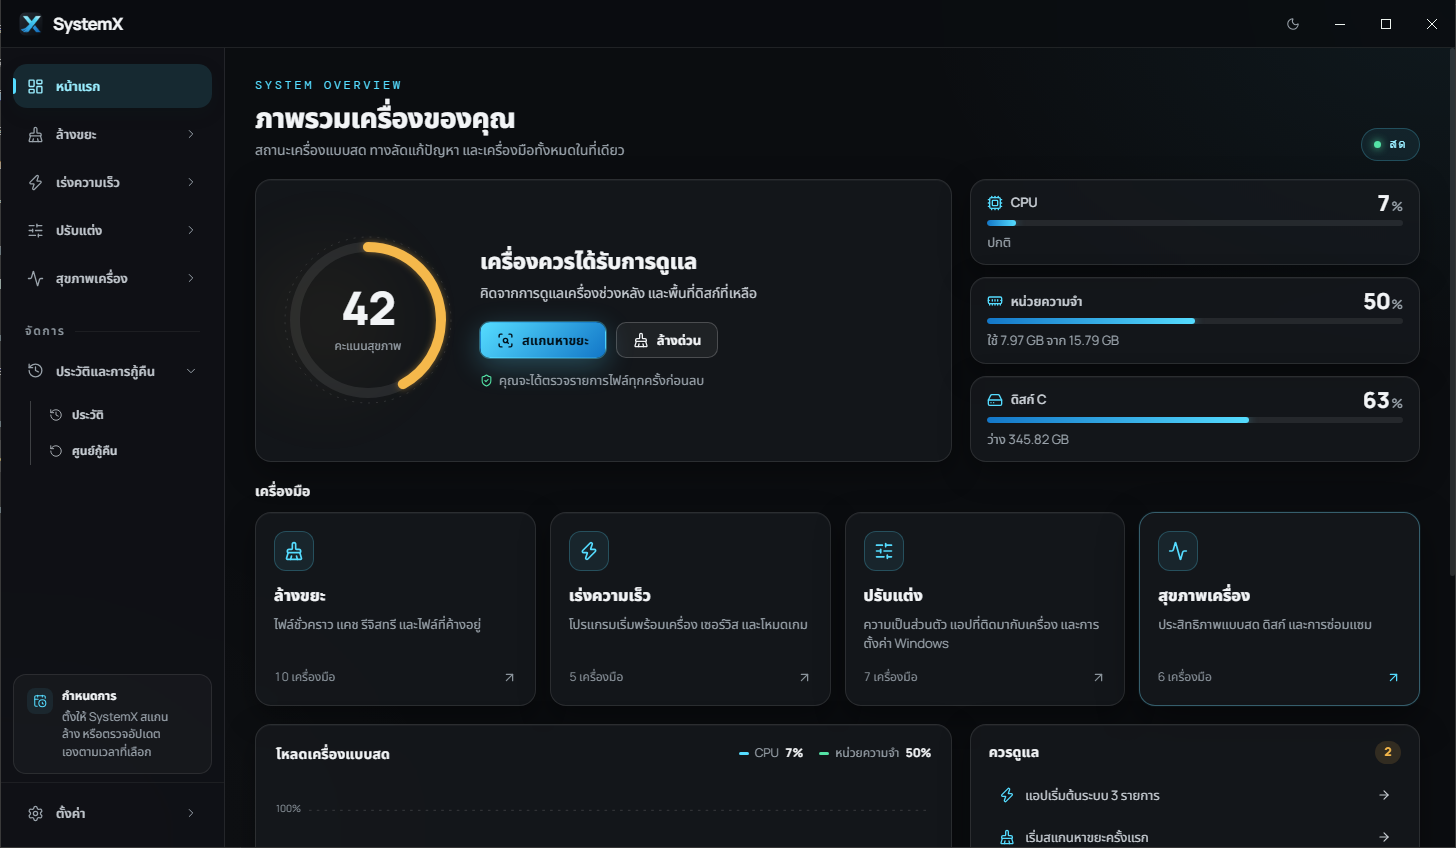 SystemX
หน้าแรก
ล้างขยะ
เร่งความเร็ว
ปรับแต่ง
สุขภาพเครื่อง
จัดการ
ประวัติและการกู้คืน
ประวัติ
ศูนย์กู้คืน
กำหนดการ
ตั้งให้ SystemX สแกน
ล้าง หรือตรวจอัปเดต
เองตามเวลาที่เลือก
ตั้งค่า
SYSTEM OVERVIEW
ภาพรวมเครื่องของคุณ
สถานะเครื่องแบบสด ทางลัดแก้ปัญหา และเครื่องมือทั้งหมดในที่เดียว
สด
42
คะแนนสุขภาพ
เครื่องควรได้รับการดูแล
คิดจากการดูแลเครื่องช่วงหลัง และพื้นที่ดิสก์ที่เหลือ
สแกนหาขยะ
ล้างด่วน
คุณจะได้ตรวจรายการไฟล์ทุกครั้งก่อนลบ
CPU 7%
ปกติ
หน่วยความจำ 50%
ใช้ 7.97 GB จาก 15.79 GB
ดิสก์ C 63%
ว่าง 345.82 GB
เครื่องมือ
ล้างขยะ
ไฟล์ชั่วคราว แคช รีจิสทรี และไฟล์ที่ค้างอยู่
10 เครื่องมือ
เร่งความเร็ว
โปรแกรมเริ่มพร้อมเครื่อง เซอร์วิส และโหมดเกม
5 เครื่องมือ
ปรับแต่ง
ความเป็นส่วนตัว แอปที่ติดมากับเครื่อง และการ
ตั้งค่า Windows
7 เครื่องมือ
สุขภาพเครื่อง
ประสิทธิภาพแบบสด ดิสก์ และการซ่อมแซม
6 เครื่องมือ
โหลดเครื่องแบบสด
CPU 7% หน่วยความจำ 50%
100%
ควรดูแล 2
แอปเริ่มต้นระบบ 3 รายการ
เริ่มสแกนหาขยะครั้งแรก